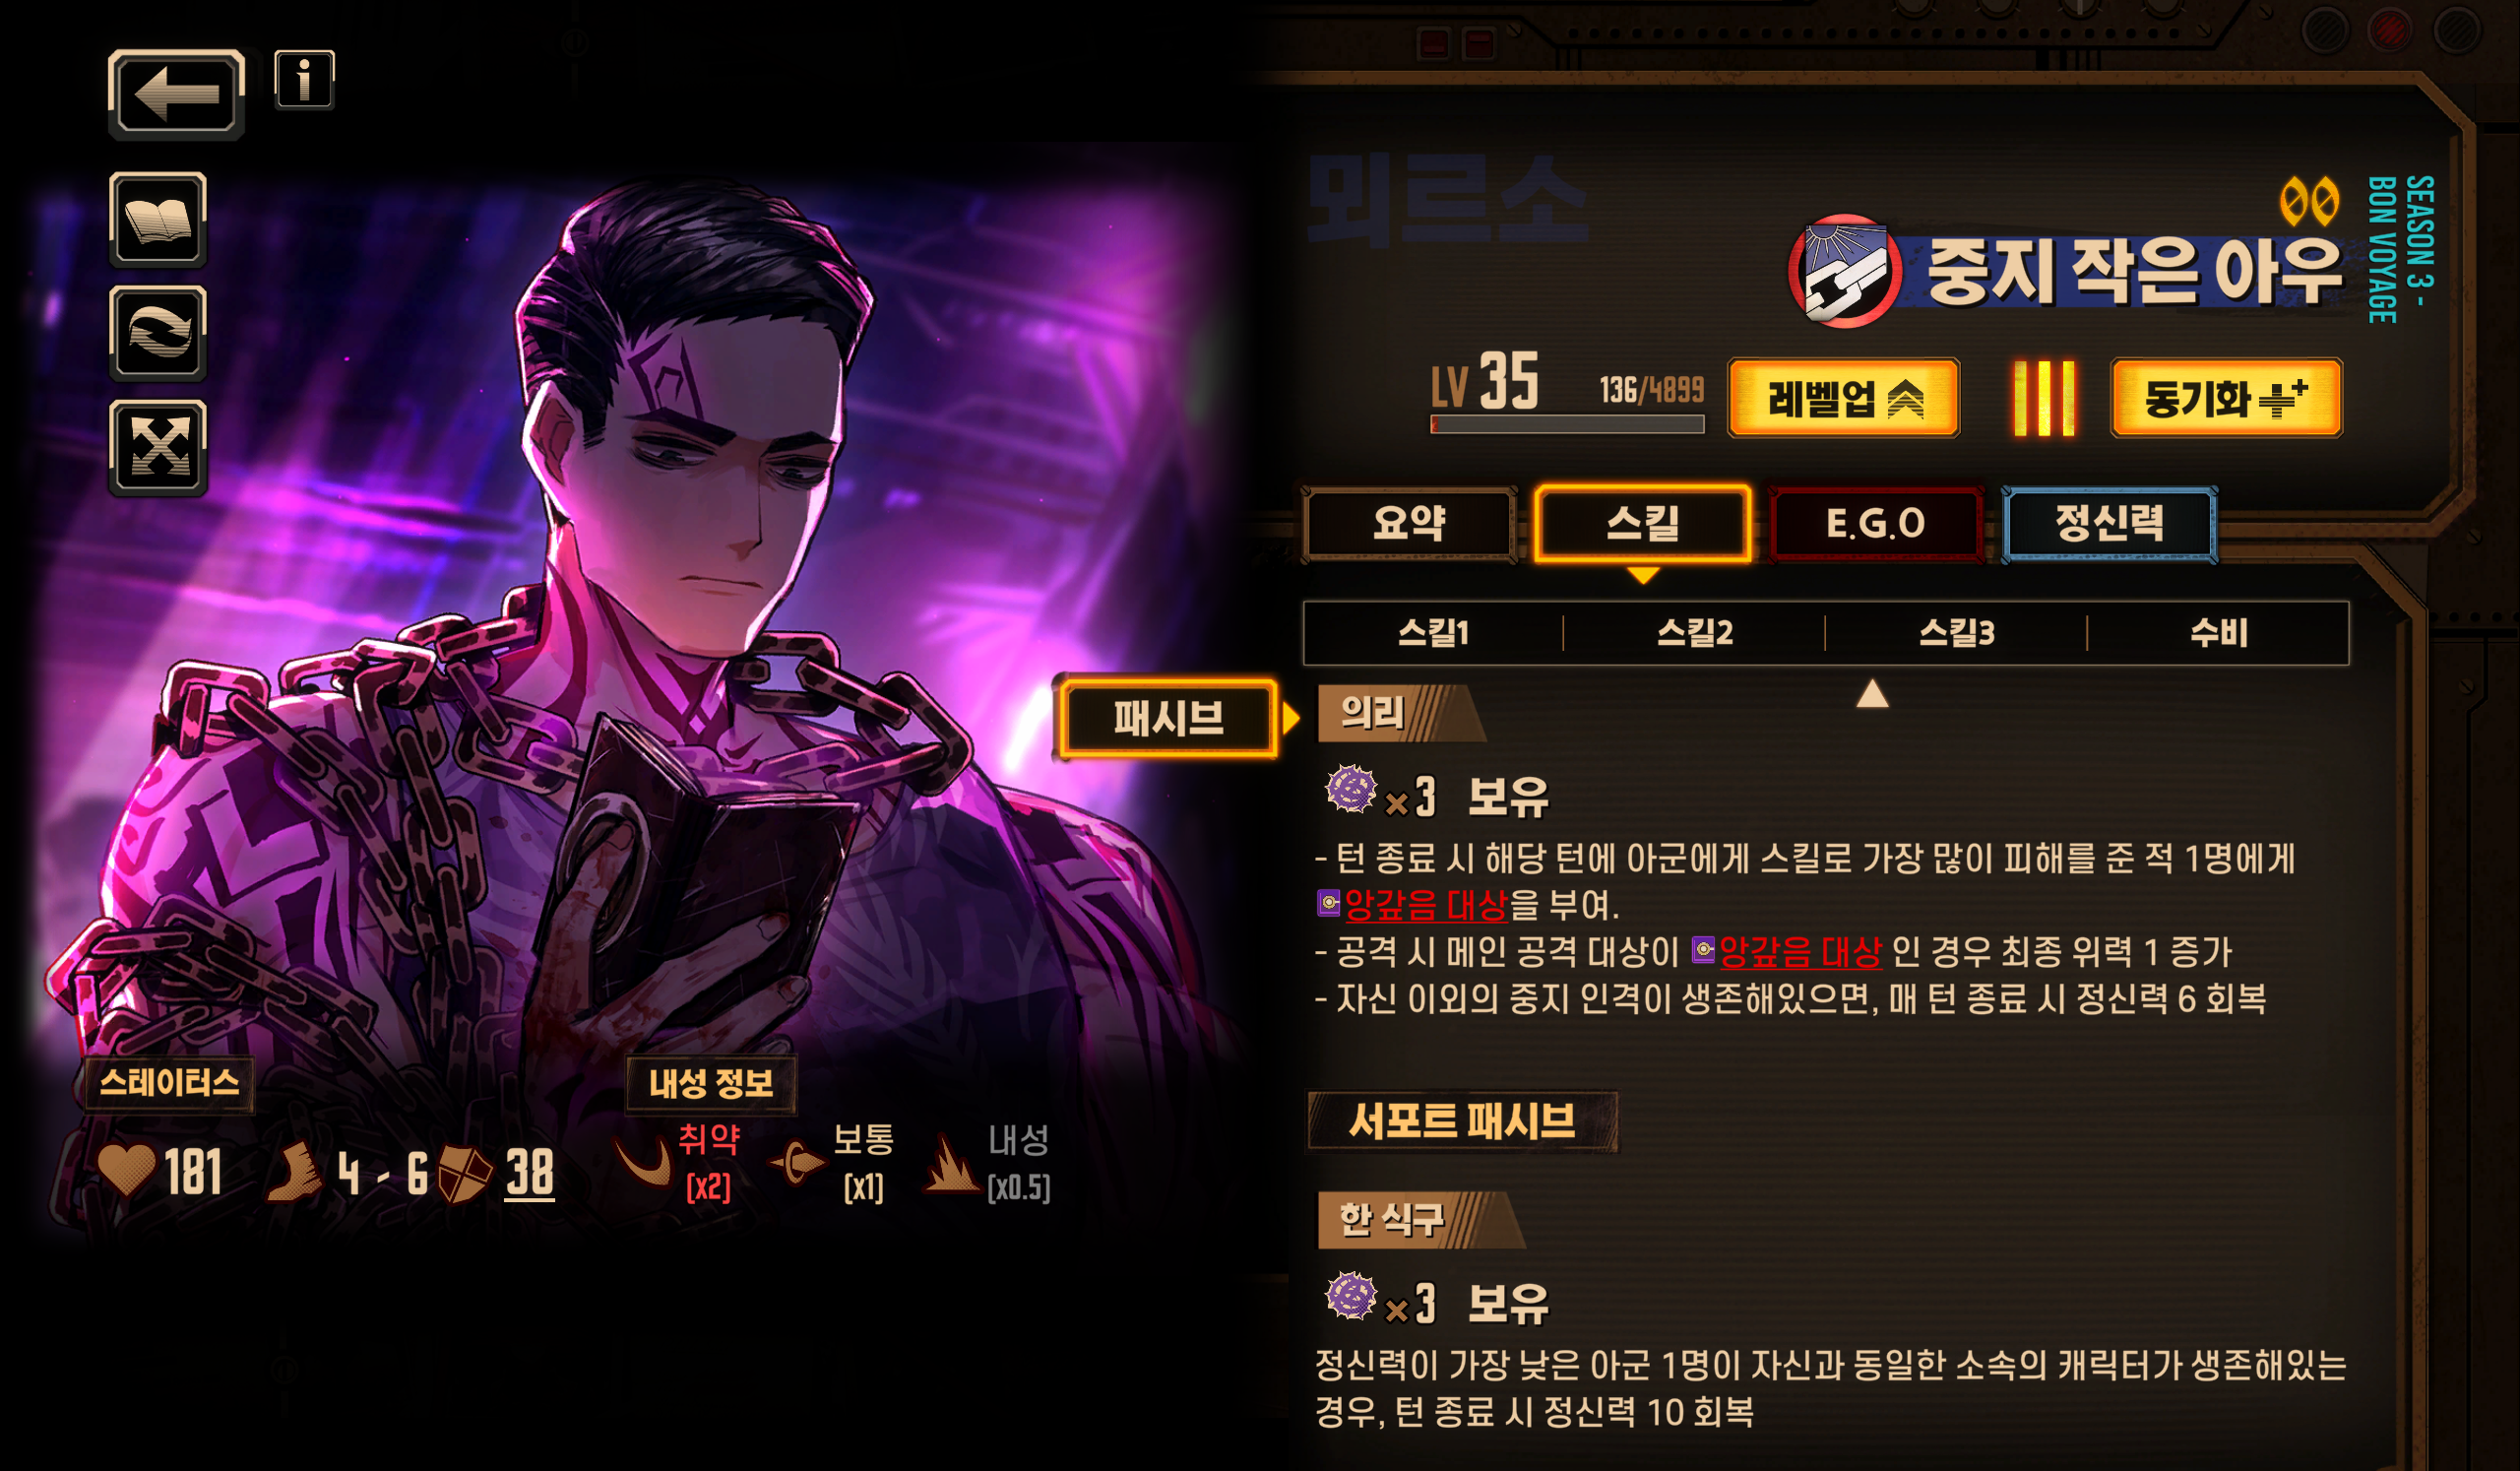 뫼르소
SEASON 3 -
BON VOYAGE
중지 작은 아우
LV 35
136/4099
레벨업
동기화
요약
스킬
E.G.O
정신력
스킬1
스킬2
스킬3
수비
패시브
의리
×3 보유
- 턴 종료 시 해당 턴에 아군에게 스킬로 가장 많이 피해를 준 적 1명에게
앙갚음 대상을 부여.
- 공격 시 메인 공격 대상이 앙갚음 대상 인 경우 최종 위력 1 증가
- 자신 이외의 중지 인격이 생존해있으면, 매 턴 종료 시 정신력 6 회복
서포트 패시브
한 식구
×3 보유
정신력이 가장 낮은 아군 1명이 자신과 동일한 소속의 캐릭터가 생존해있는
경우, 턴 종료 시 정신력 10 회복
스테이터스
내성 정보
181
4 - 6
38
취약
[x2]
보통
[x1]
내성
[x0.5]